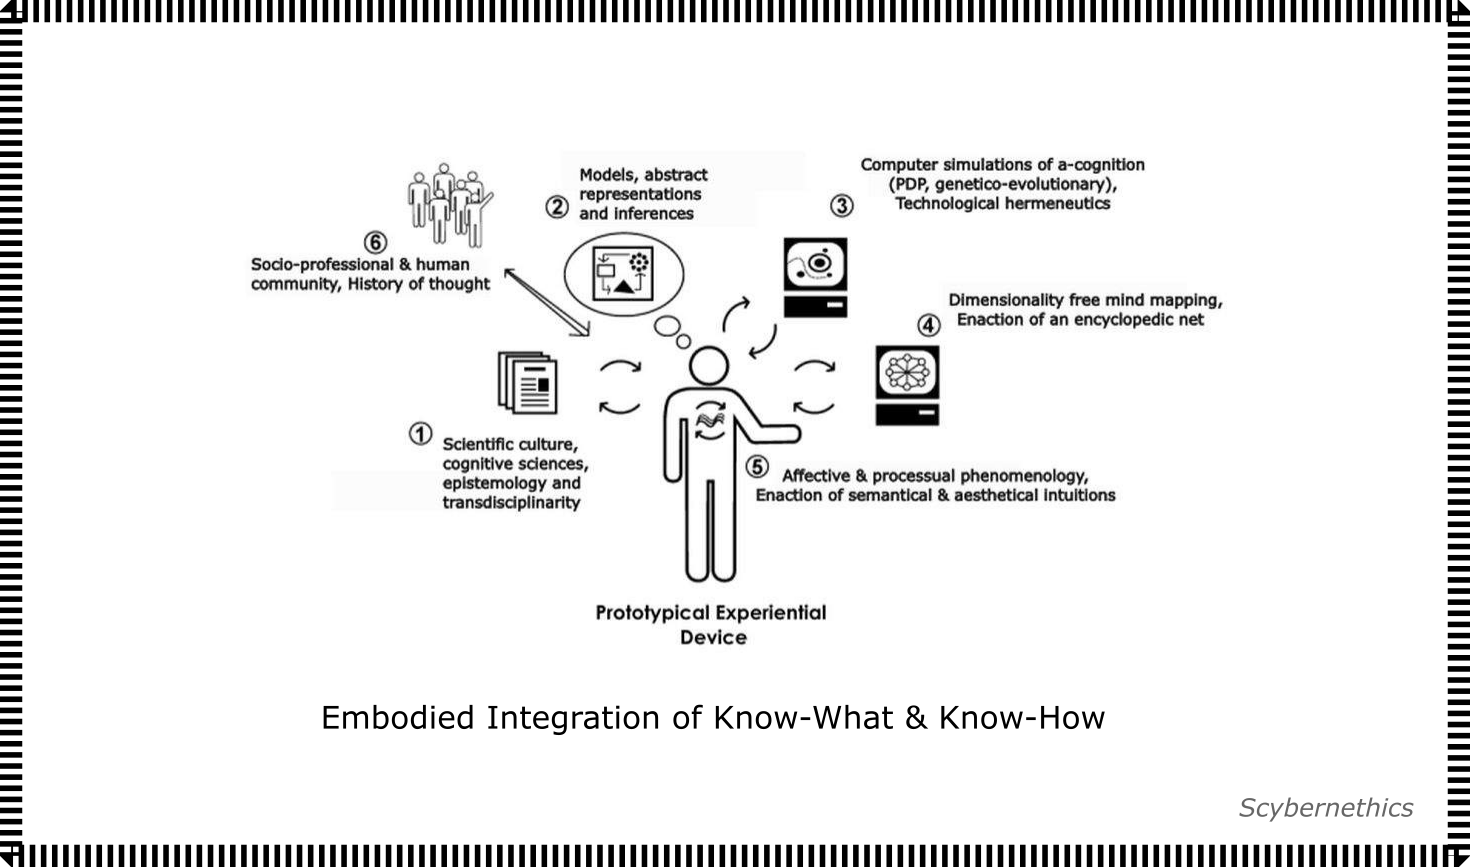 Models, abstract
representations
and inferences
②
Computer simulations of a-cognition
(PDP, genetico-evolutionary),
Technological hermeneutics
③
⑥
Socio-professional & human
community, History of thought
Dimensionality free mind mapping,
Enaction of an encyclopedic net
④
①
Scientific culture,
cognitive sciences,
epistemology and
transdisciplinarity
⑤
Affective & processual phenomenology,
Enaction of semantical & aesthetical intuitions
Prototypical Experiential
Device
Embodied Integration of Know-What & Know-How
Scybernethics